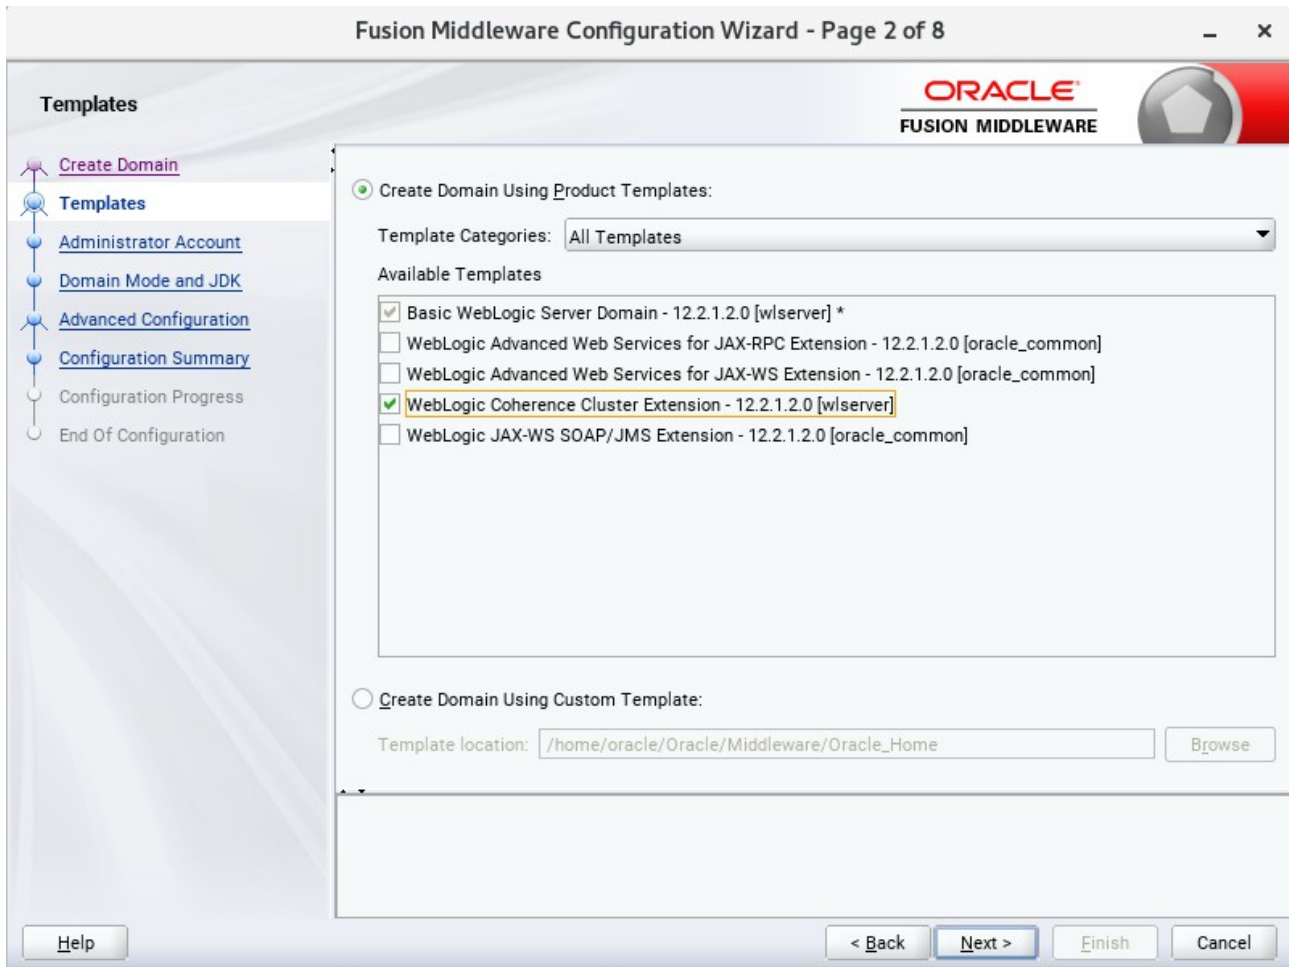 Fusion Middleware Configuration Wizard - Page 2 of 8
Templates
ORACLE
FUSION MIDDLEWARE
Create Domain
Templates
Administrator Account
Domain Mode and JDK
Advanced Configuration
Configuration Summary
Configuration Progress
End Of Configuration
Create Domain Using Product Templates:
Template Categories: All Templates
Available Templates
Basic WebLogic Server Domain - 12.2.1.2.0 [wlserver] *
WebLogic Advanced Web Services for JAX-RPC Extension - 12.2.1.2.0 [oracle_common]
WebLogic Advanced Web Services for JAX-WS Extension - 12.2.1.2.0 [oracle_common]
WebLogic Coherence Cluster Extension - 12.2.1.2.0 [wlserver]
WebLogic JAX-WS SOAP/JMS Extension - 12.2.1.2.0 [oracle_common]
Create Domain Using Custom Template:
Template location: /home/oracle/Oracle/Middleware/Oracle_Home Browse
Help < Back Next > Finish Cancel